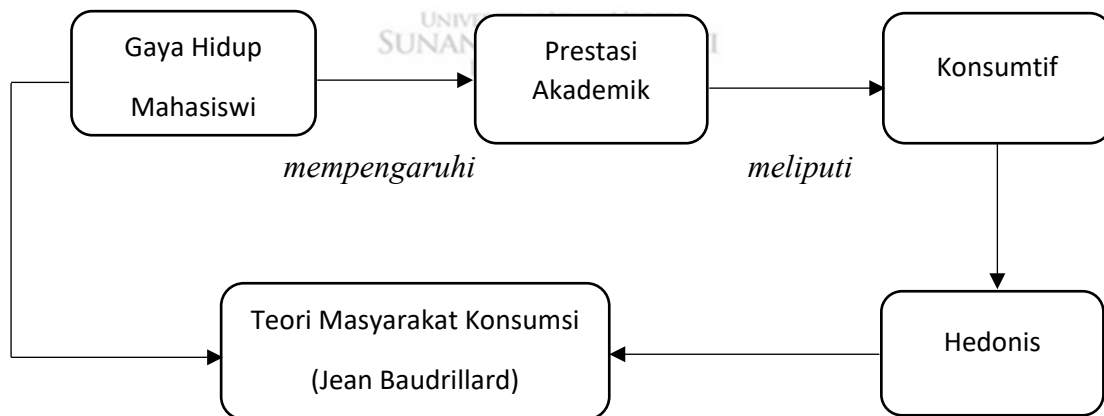 Gaya Hidup
Mahasiswi
Prestasi
Akademik
Konsumtif
mempengaruhi
meliputi
Teori Masyarakat Konsumsi
(Jean Baudrillard)
Hedonis